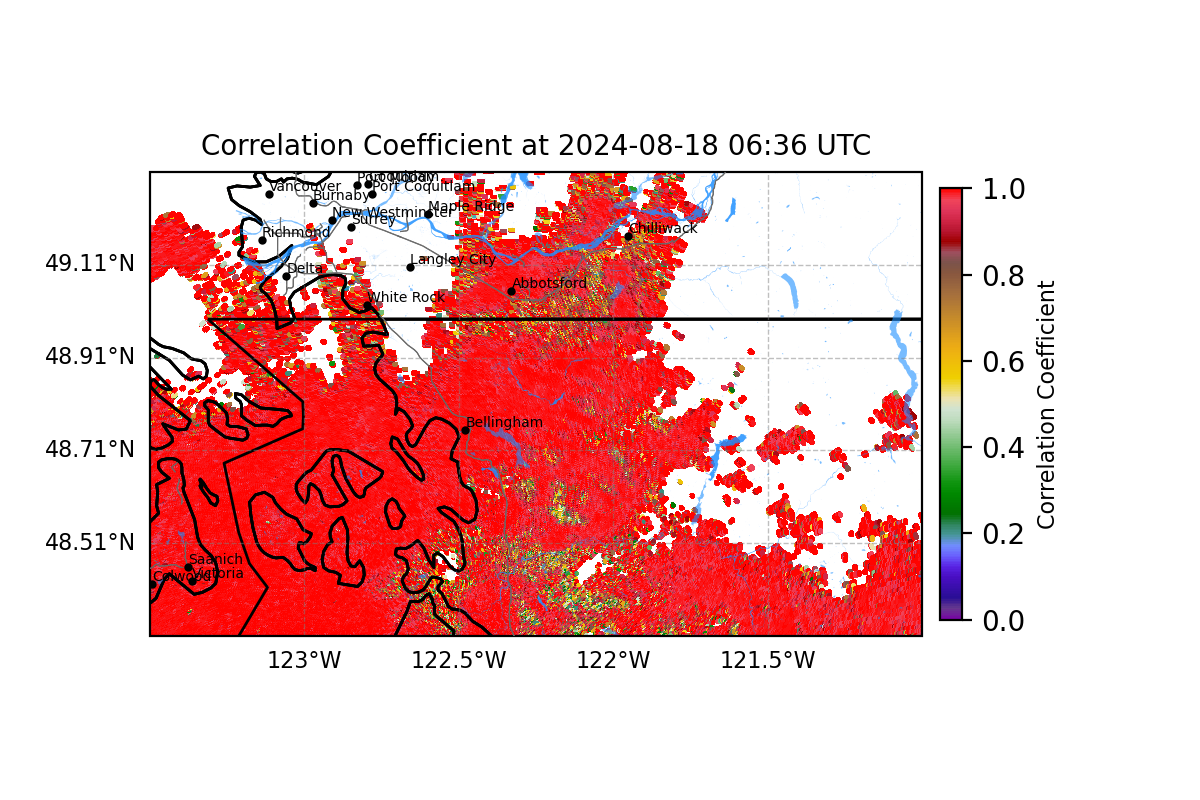 Correlation Coefficient at 2024-08-18 06:36 UTC
1.0
Vancouver
Port Coquitlam
Burnaby
Maple Ridge
New Westminster
Surrey
Chilliwack
Richmond
49.11°N
Langley City
Delta
0.8
Abbotsford
White Rock
48.91°N
0.6
Correlation Coefficient
Bellingham
48.71°N
0.4
48.51°N
0.2
Saanich
Victoria
Colwood
0.0
123°W
122.5°W
122°W
121.5°W